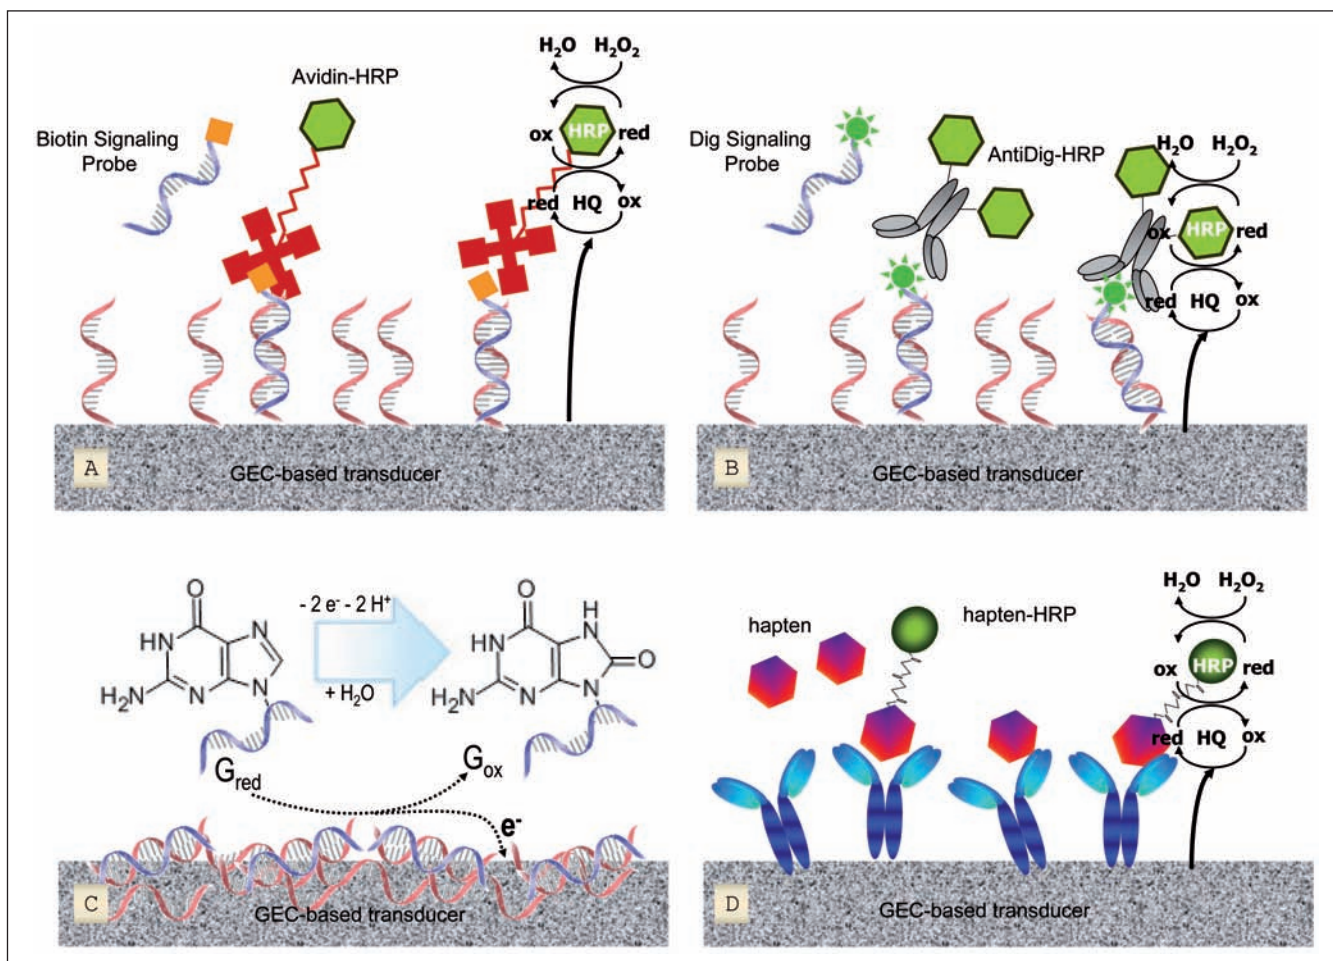 H₂O H₂O₂
Avidin-HRP
Biotin Signaling
Probe
ox HRP red
red HQ ox
A
GEC-based transducer
Dig Signaling
Probe
AntiDig-HRP
H₂O H₂O₂
ox HRP red
red HQ ox
B
GEC-based transducer
O
HN
N
H₂N
N
N
- 2 e⁻ - 2 H⁺
+ H₂O
O
H
HN
N
O
H₂N
N
N
G red
G ox
e⁻
C
GEC-based transducer
H₂O H₂O₂
hapten
hapten-HRP
ox HRP red
red HQ ox
D
GEC-based transducer